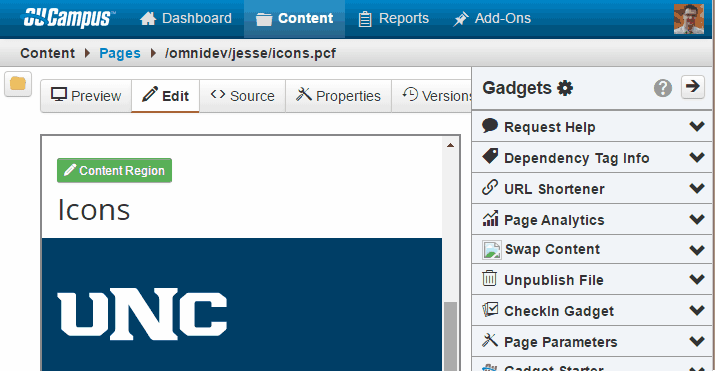 OU Campus™ Dashboard Content Reports Add-Ons
Content Pages /omnidev/jesse/icons.pcf
Preview Edit Source Properties Versions
Content Region
Icons
UNC
Gadgets
Request Help
Dependency Tag Info
URL Shortener
Page Analytics
Swap Content
Unpublish File
CheckIn Gadget
Page Parameters
Gadget Starter